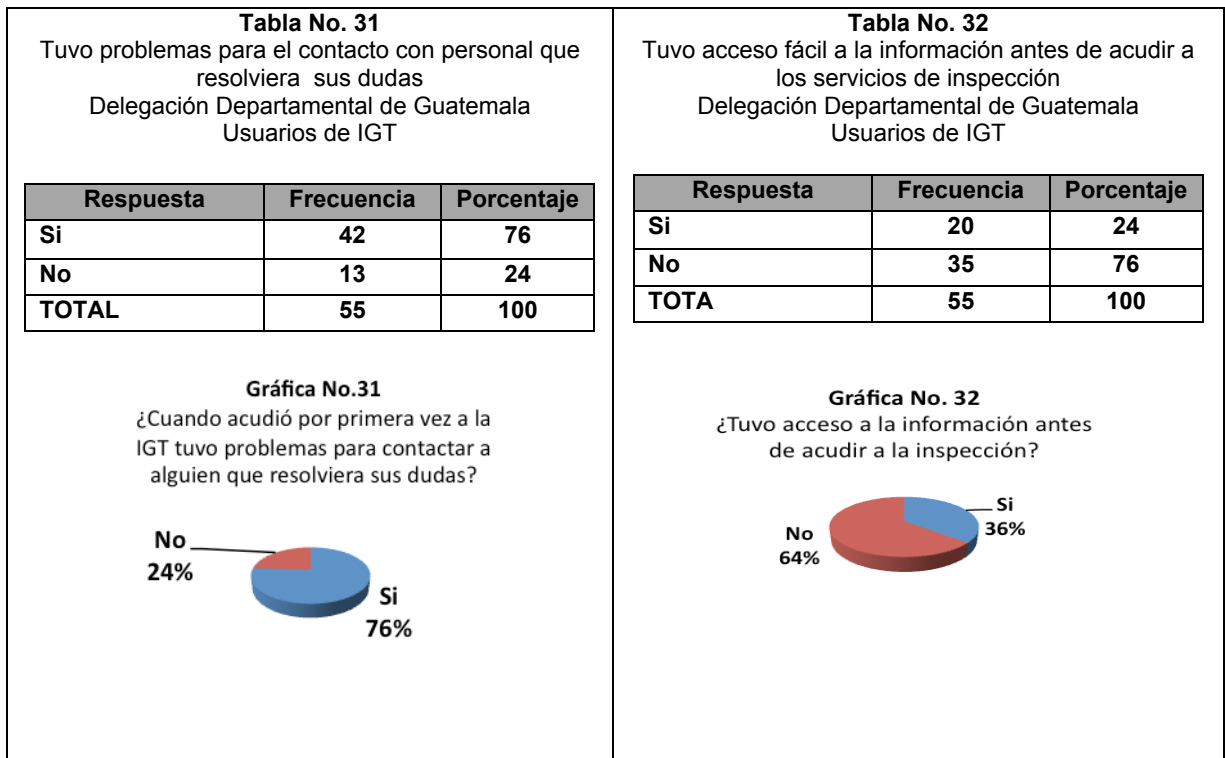 Tabla No. 31
Tuvo problemas para el contacto con personal que
resolviera sus dudas
Delegación Departamental de Guatemala
Usuarios de IGT
Respuesta Frecuencia Porcentaje
Si 42 76
No 13 24
TOTAL 55 100
Gráfica No.31
¿Cuando acudió por primera vez a la
IGT tuvo problemas para contactar a
alguien que resolviera sus dudas?
No
24%
Si
76%
Tabla No. 32
Tuvo acceso fácil a la información antes de acudir a
los servicios de inspección
Delegación Departamental de Guatemala
Usuarios de IGT
Respuesta Frecuencia Porcentaje
Si 20 24
No 35 76
TOTA 55 100
Gráfica No. 32
¿Tuvo acceso a la información antes
de acudir a la inspección?
Si
36%
No
64%